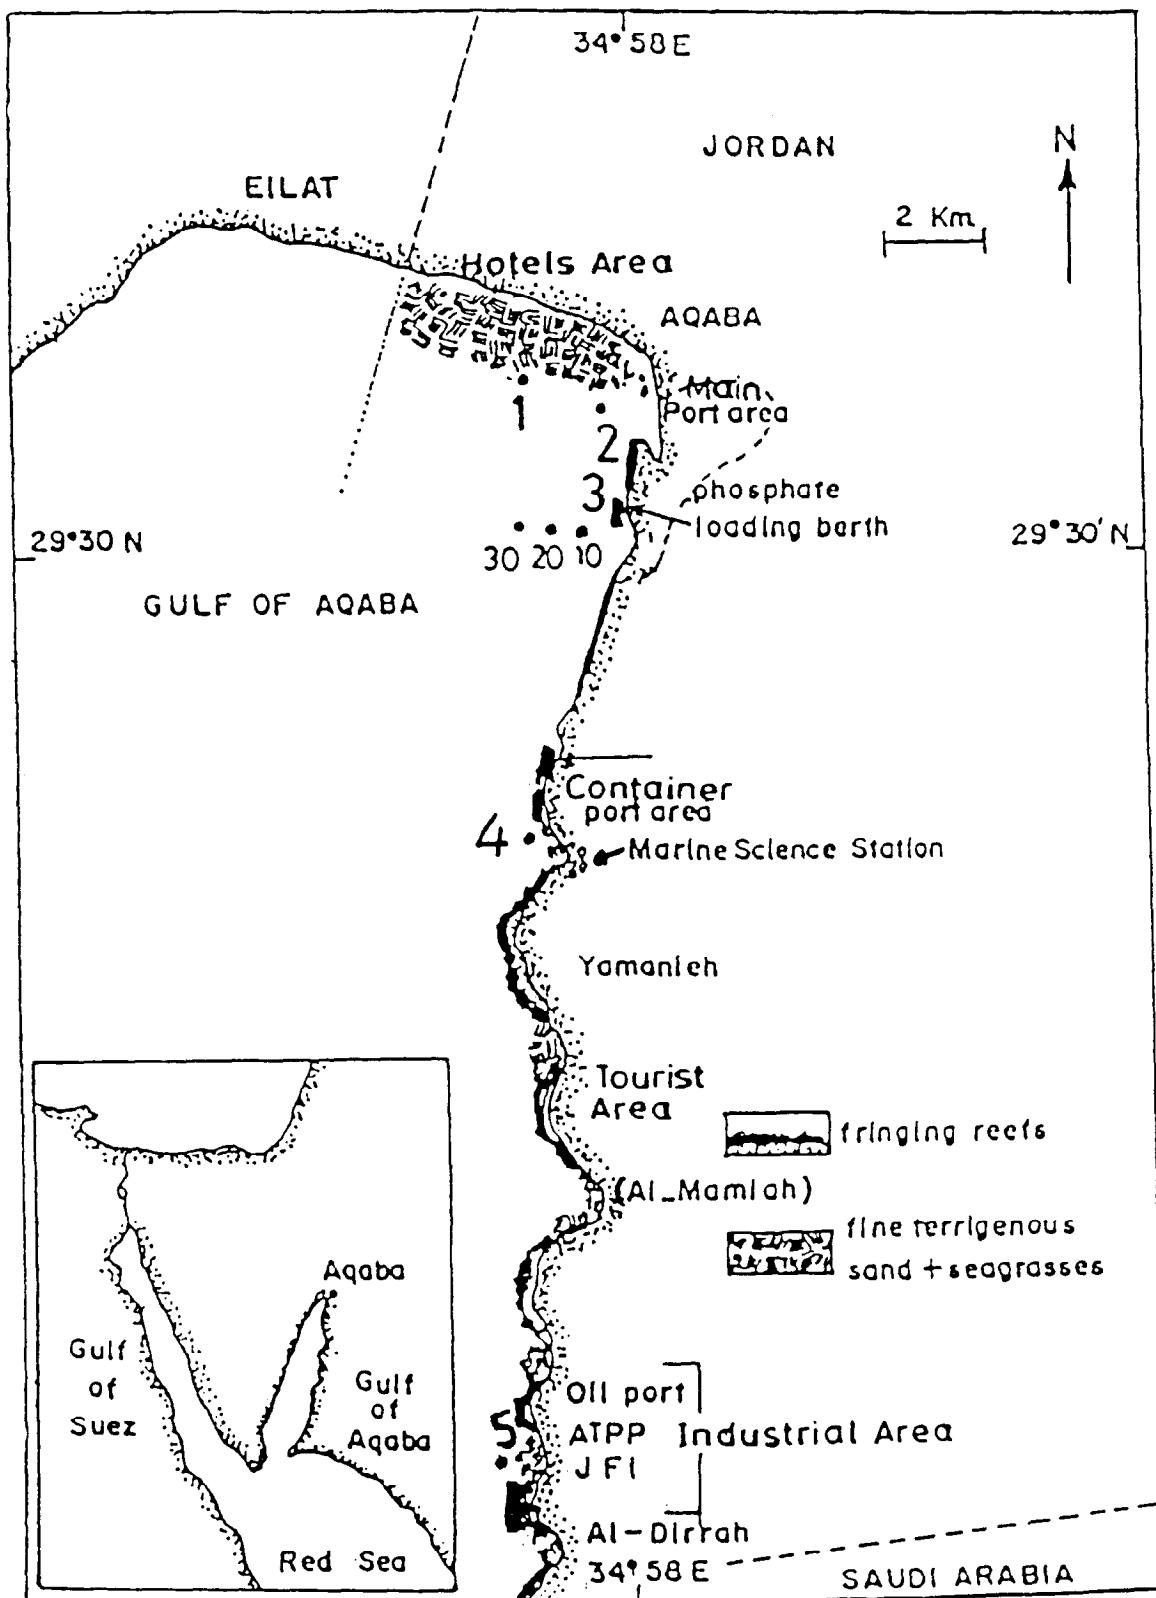 34° 58 E
JORDAN
N
EILAT
2 Km
Hotels Area
AQABA
Main
Port area
1
2
3
phosphate
loading barth
29° 30 N
29° 30' N
30 20 10
GULF OF AQABA
Container
port area
4
Marine Science Station
Yamanieh
Tourist
Area
fringing reefs
(Al_Mamlah)
fine terrigenous
sand + seagrasses
Aqaba
Gulf
of
Suez
Gulf
of
Aqaba
Red Sea
Oil port
5
ATPP Industrial Area
JFI
Al-Dirrah
34° 58 E
SAUDI ARABIA